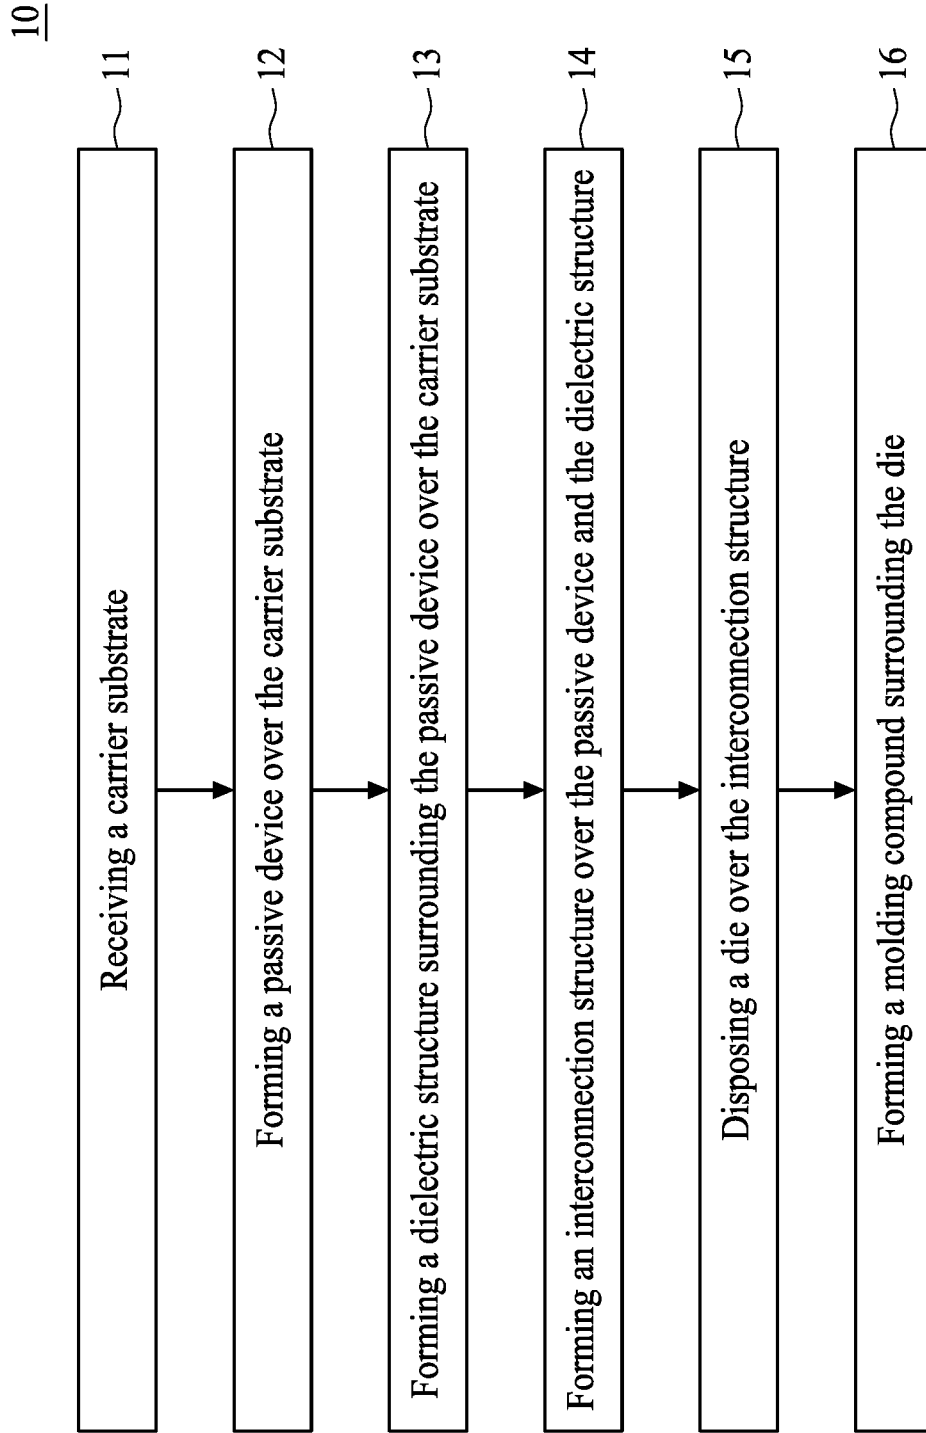 10
Receiving a carrier substrate 11
Forming a passive device over the carrier substrate 12
Forming a dielectric structure surrounding the passive device over the carrier substrate 13
Forming an interconnection structure over the passive device and the dielectric structure 14
Disposing a die over the interconnection structure 15
Forming a molding compound surrounding the die 16